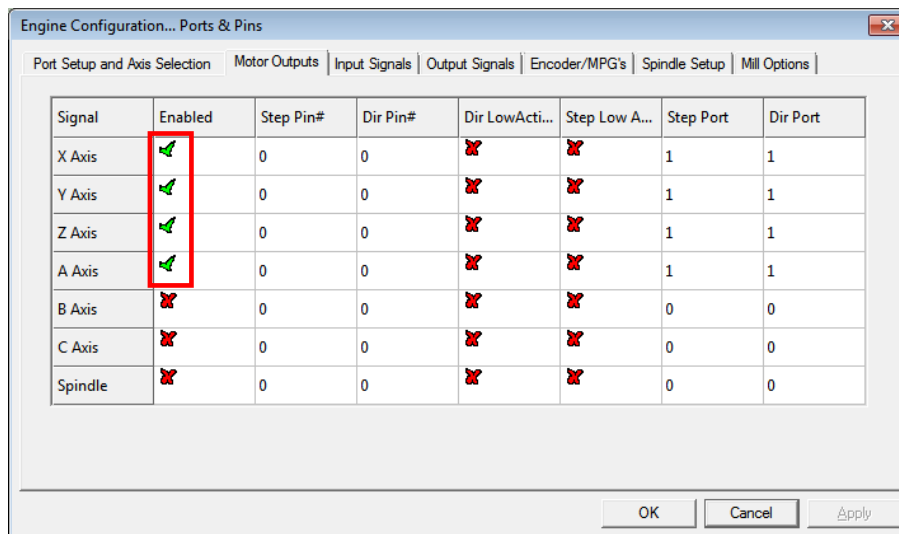 Engine Configuration... Ports & Pins
Port Setup and Axis Selection Motor Outputs Input Signals Output Signals Encoder/MPG's Spindle Setup Mill Options
Signal Enabled Step Pin# Dir Pin# Dir LowActi... Step Low A... Step Port Dir Port
X Axis 0 0 1 1
Y Axis 0 0 1 1
Z Axis 0 0 1 1
A Axis 0 0 1 1
B Axis 0 0 0 0
C Axis 0 0 0 0
Spindle 0 0 0 0
OK Cancel Apply